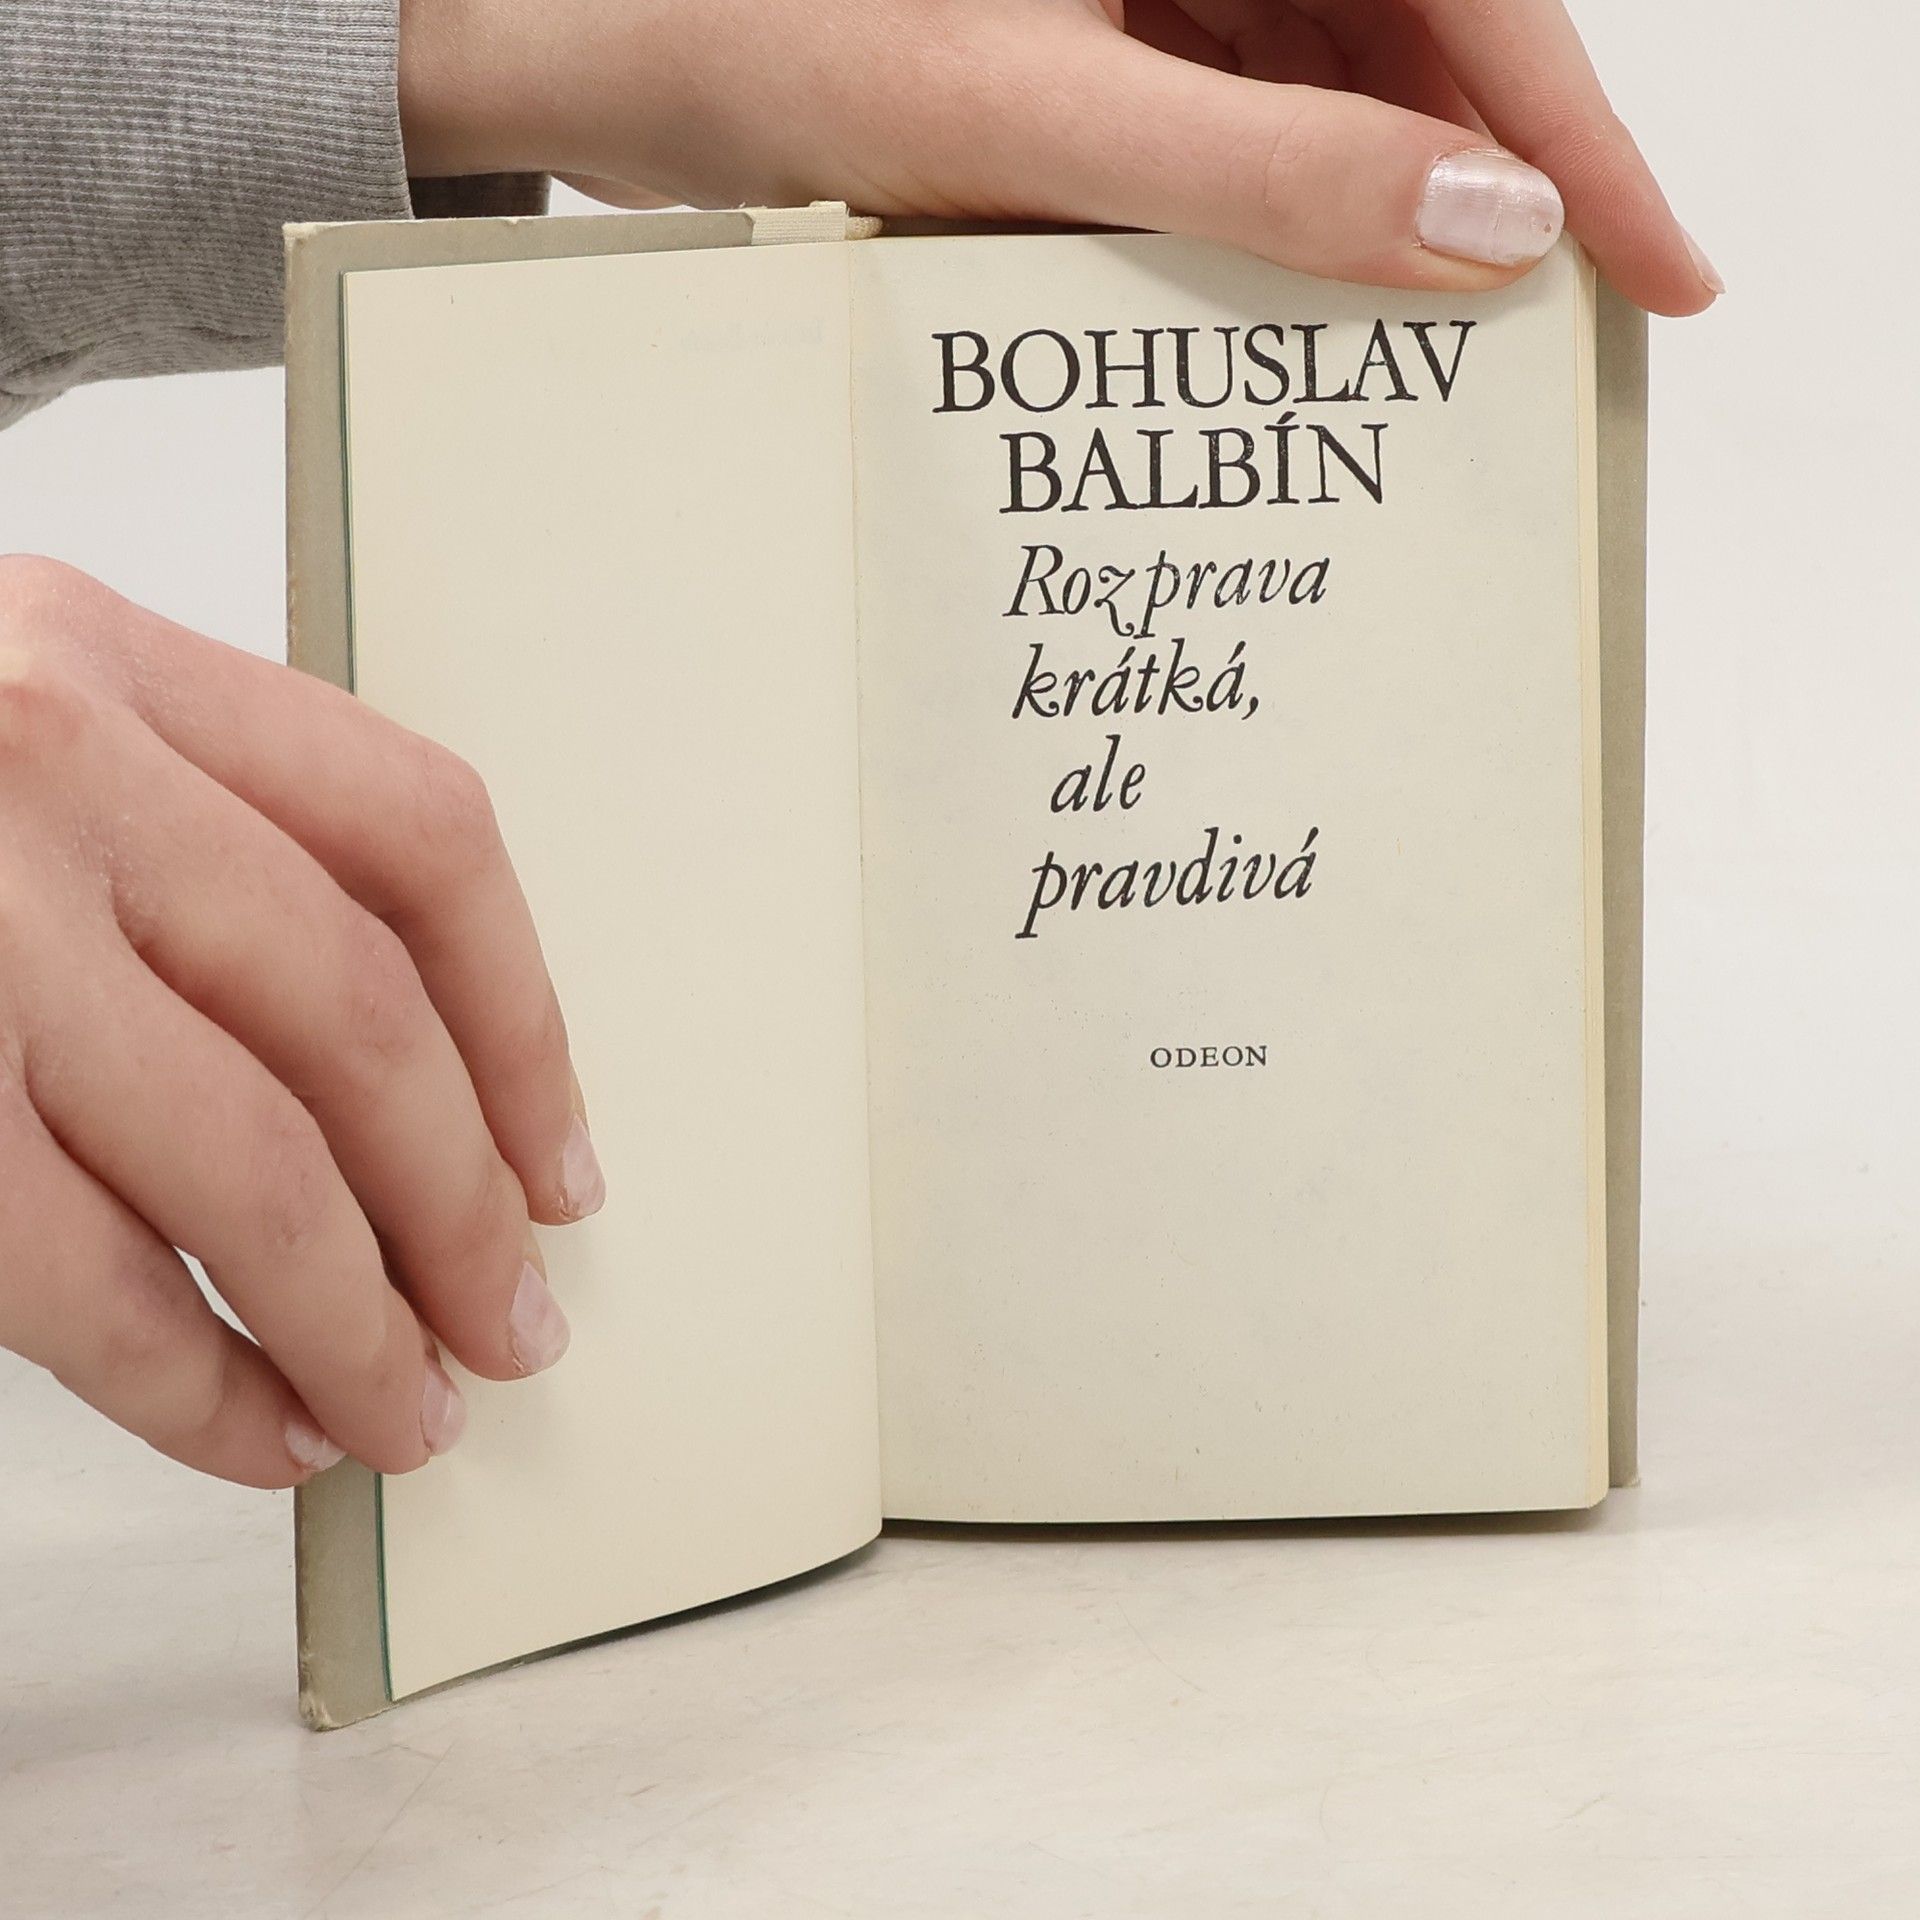 BOHUSLAV
BALBÍN
Rozprava
krátká,
ale
pravdivá
ODEON